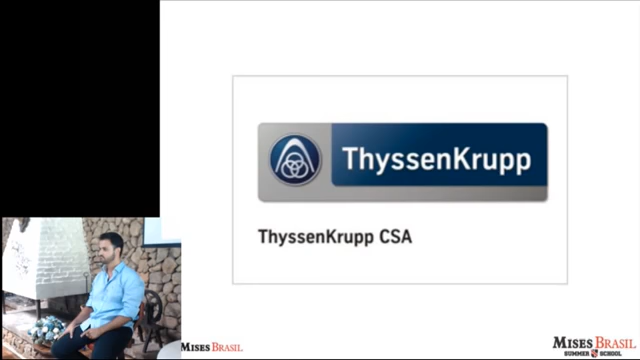 ThyssenKrupp
ThyssenKrupp CSA
MISES BRASIL
MISES BRASIL
SUMMER SCHOOL